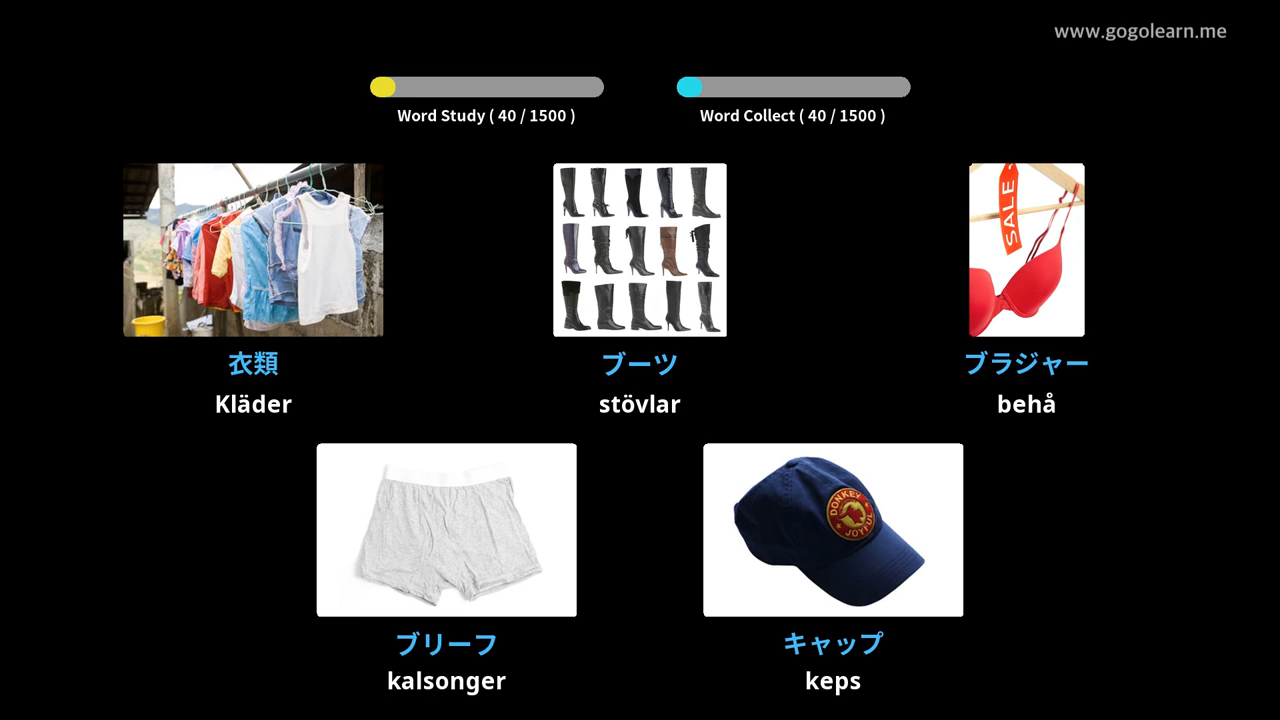 www.gogolearn.me
Word Study ( 40 / 1500 )
Word Collect ( 40 / 1500 )
SALE
衣類
Kläder
ブーツ
stövlar
ブラジャー
behå
DONKEY
JOYFUL
ブリーフ
kalsonger
キャップ
keps